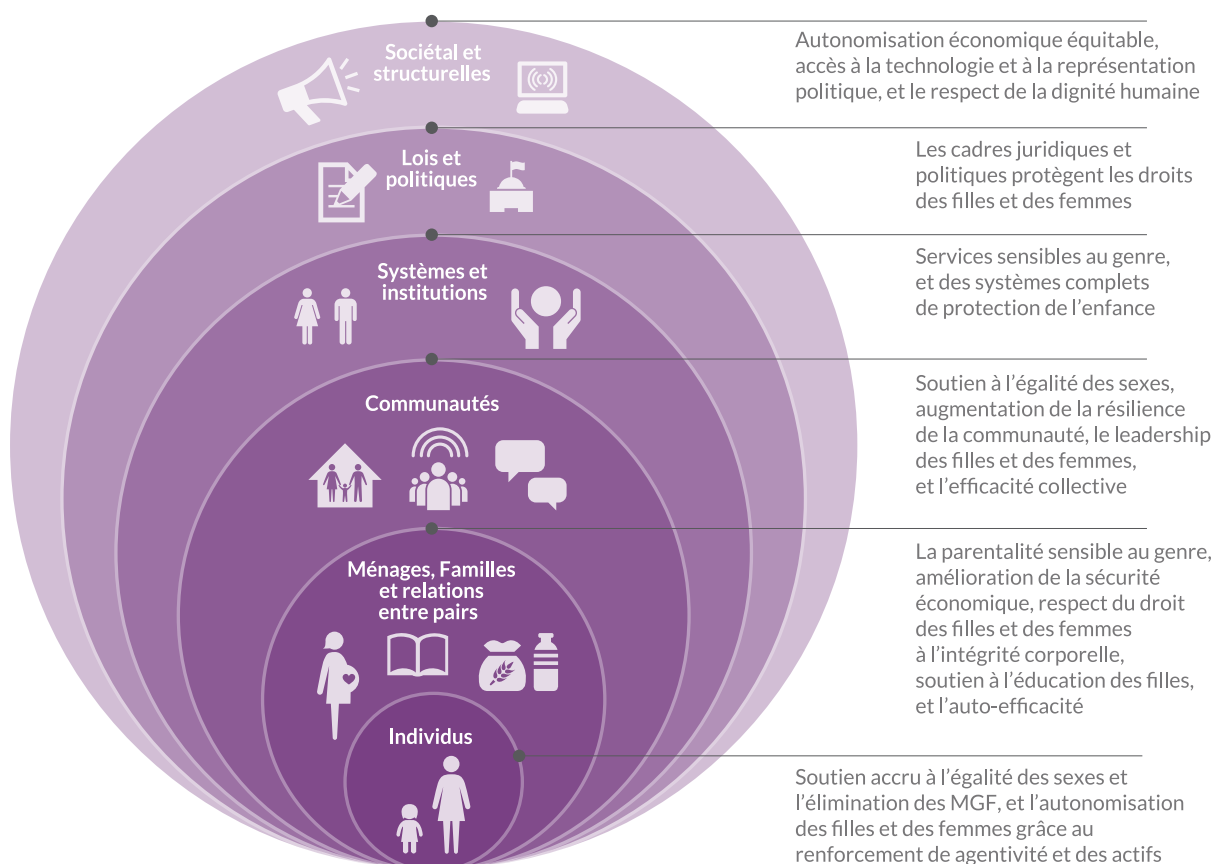 Sociétal et
structurelles
Autonomisation économique équitable,
accès à la technologie et à la représentation
politique, et le respect de la dignité humaine
Lois et
politiques
Les cadres juridiques et
politiques protègent les droits
des filles et des femmes
Systèmes et
institutions
Services sensibles au genre,
et des systèmes complets
de protection de l’enfance
Communautés
Soutien à l’égalité des sexes,
augmentation de la résilience
de la communauté, le leadership
des filles et des femmes,
et l’efficacité collective
Ménages, Familles
et relations
entre pairs
La parentalité sensible au genre,
amélioration de la sécurité
économique, respect du droit
des filles et des femmes
à l’intégrité corporelle,
soutien à l’éducation des filles,
et l’auto-efficacité
Individus
Soutien accru à l’égalité des sexes et
l’élimination des MGF, et l’autonomisation
des filles et des femmes grâce au
renforcement de agentivité et des actifs